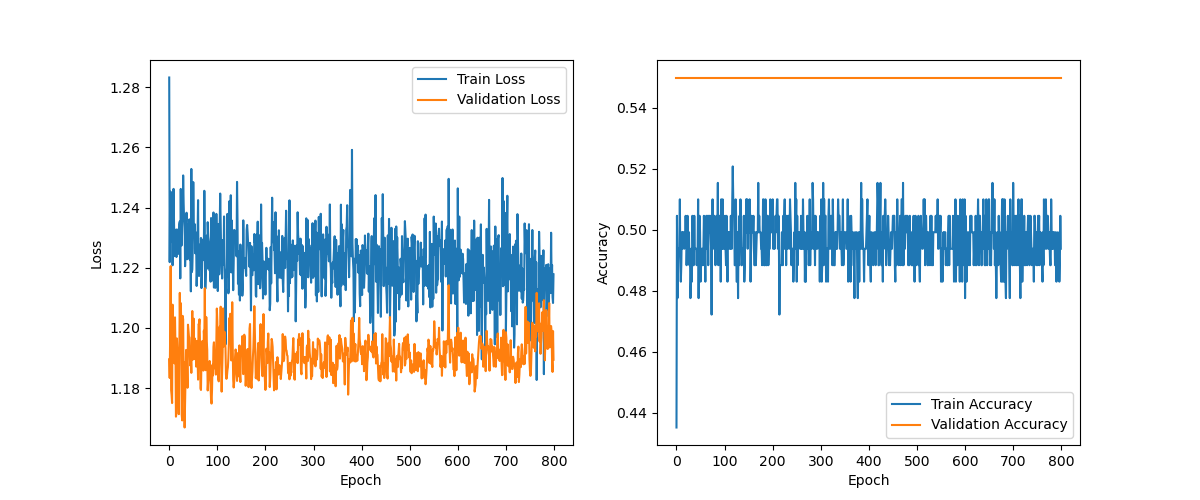 1.28
1.26
1.24
1.22
1.20
1.18
Loss
0 100 200 300 400 500 600 700 800
Epoch
Train Loss
Validation Loss
0.54
0.52
0.50
0.48
0.46
0.44
Accuracy
0 100 200 300 400 500 600 700 800
Epoch
Train Accuracy
Validation Accuracy